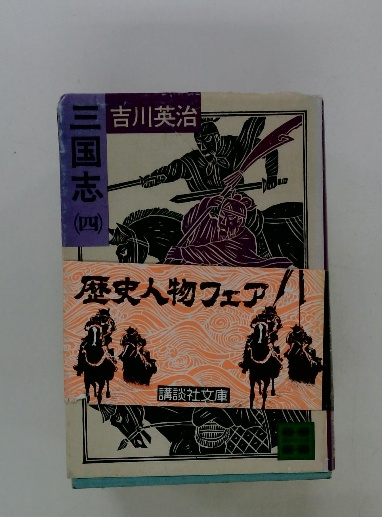 吉川英治
三国志
(四)
歴史人物フェア
講談社文庫